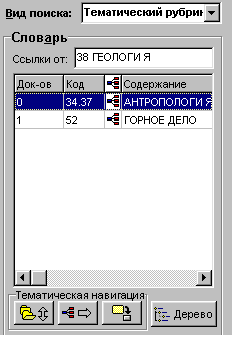 Вид поиска: Тематический рубрин
Словарь
Ссылки от: 38 ГЕОЛОГИ Я
Док-ов Код Содержание
0 34.37 АНТРОПОЛОГИ Я
1 52 ГОРНОЕ ДЕЛО
Тематическая навигация
Дерево